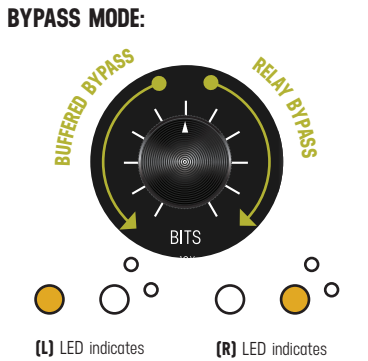 BYPASS MODE:
BUFFERED BYPASS
RELAY BYPASS
BITS
(L) LED indicates
(R) LED indicates